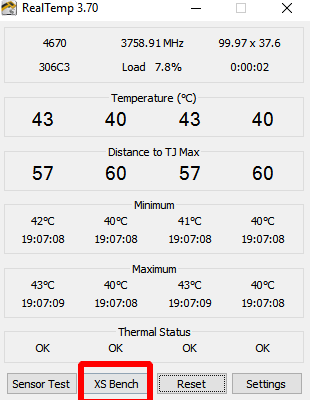 RealTemp 3.70
4670 3758.91 MHz 99.97 x 37.6
306C3 Load 7.8% 0:00:02
Temperature (°C)
43 40 43 40
Distance to TJ Max
57 60 57 60
Minimum
42°C 40°C 41°C 40°C
19:07:08 19:07:08 19:07:08 19:07:08
Maximum
43°C 40°C 43°C 40°C
19:07:09 19:07:08 19:07:09 19:07:08
Thermal Status
OK OK OK OK
Sensor Test XS Bench Reset Settings